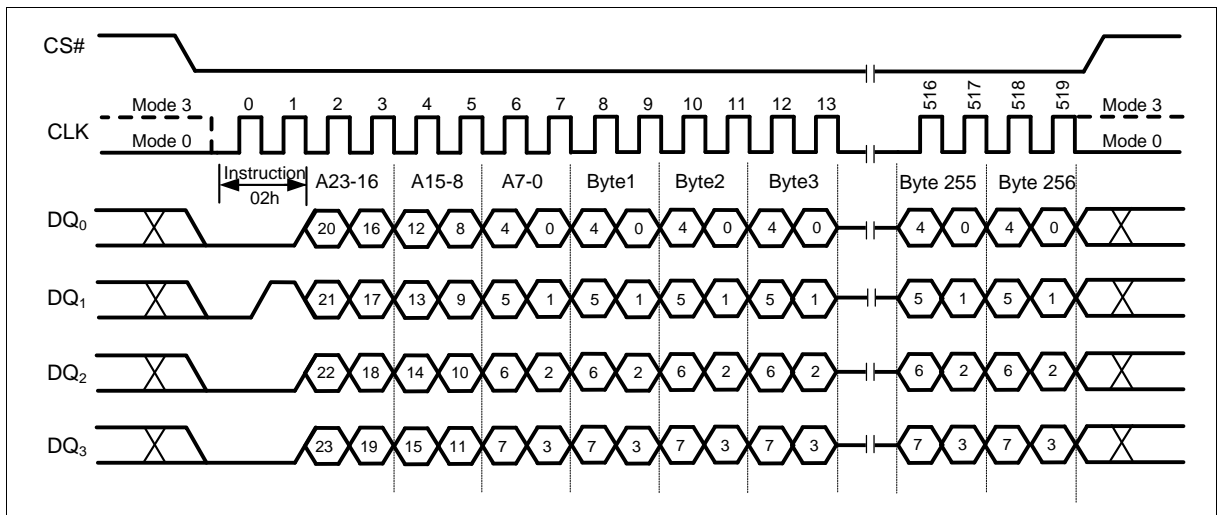 CS#
Mode 3
CLK
Mode 0
0 1 2 3 4 5 6 7 8 9 10 11 12 13 516 517 518 519
Mode 3
Mode 0
Instruction
02h
A23-16 A15-8 A7-0 Byte1 Byte2 Byte3 Byte 255 Byte 256
DQ0 20 16 12 8 4 0 4 0 4 0 4 0 4 0 4 0
DQ1 21 17 13 9 5 1 5 1 5 1 5 1 5 1 5 1
DQ2 22 18 14 10 6 2 6 2 6 2 6 2 6 2 6 2
DQ3 23 19 15 11 7 3 7 3 7 3 7 3 7 3 7 3